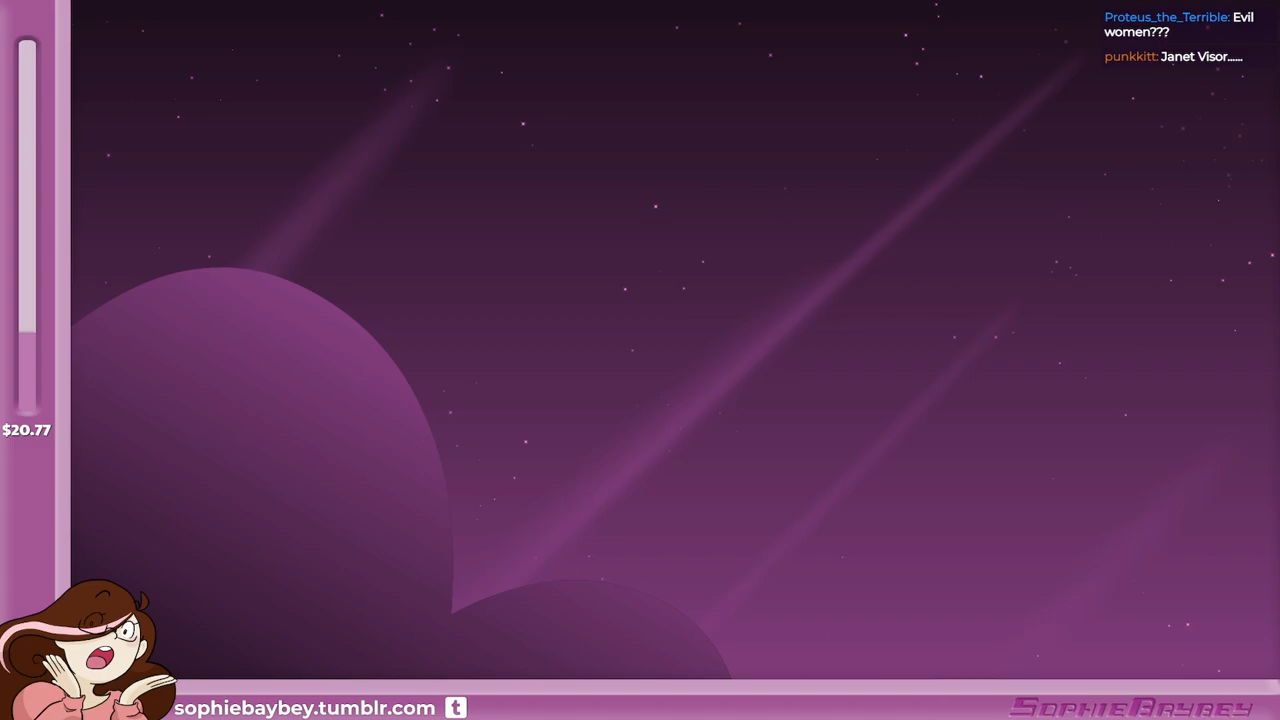 Proteus_the_Terrible: Evil
women???
punkkitt: Janet Visor......
$20.77
sophiebaybey.tumblr.com t
SophieBaybey